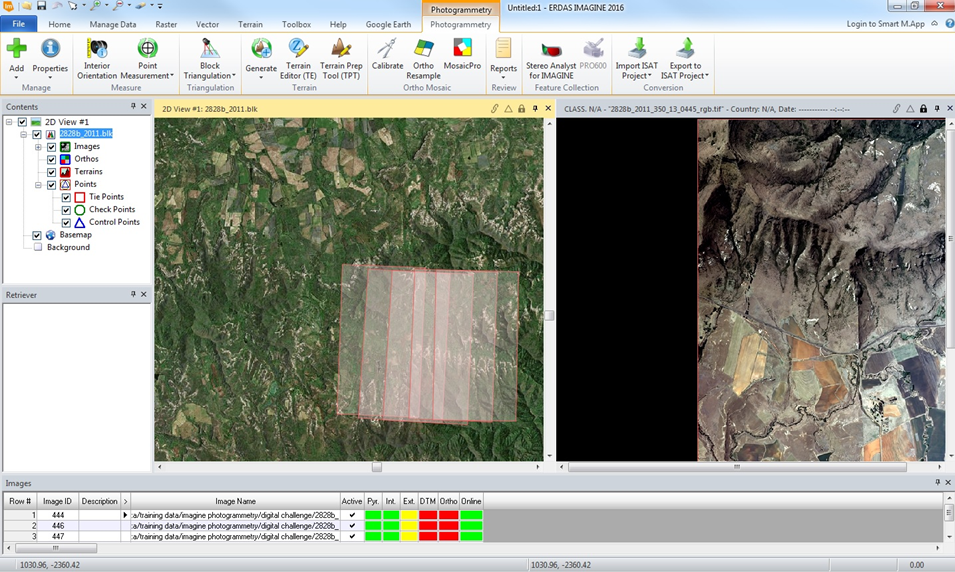 Photogrammetry
Untitled:1 - ERDAS IMAGINE 2016
File Home Manage Data Raster Vector Terrain Toolbox Help Google Earth Photogrammetry Login to Smart M.App
Add Properties Interior Orientation Point Measurement Block Triangulation Generate Terrain Editor (TE) Terrain Prep Tool (TPT) Calibrate Ortho Resample MosaicPro Reports Stereo Analyst for IMAGINE PRO600 Import ISAT Project Export to ISAT Project
Manage Measure Triangulation Terrain Ortho Mosaic Review Feature Collection Conversion
Contents
2D View #1: 2828b_2011.blk
CLASS. N/A - "2828b_2011_350_13_0445_rgb.tif" - Country: N/A, Date: ----------- --:--:--
2D View #1
2828b_2011.blk
Images
Orthos
Terrains
Points
Tie Points
Check Points
Control Points
Basemap
Background
Retriever
Images
Row # Image ID Description > Image Name Active Pyr. Int. Ext. DTM Ortho Online
1 444 :a/training data/imagine photogrammetry/digital challenge/2828b_
2 446 :a/training data/imagine photogrammetry/digital challenge/2828b_
3 447 :a/training data/imagine photogrammetry/digital challenge/2828b_
1030.96, -2360.42 1030.96, -2360.42 0.00